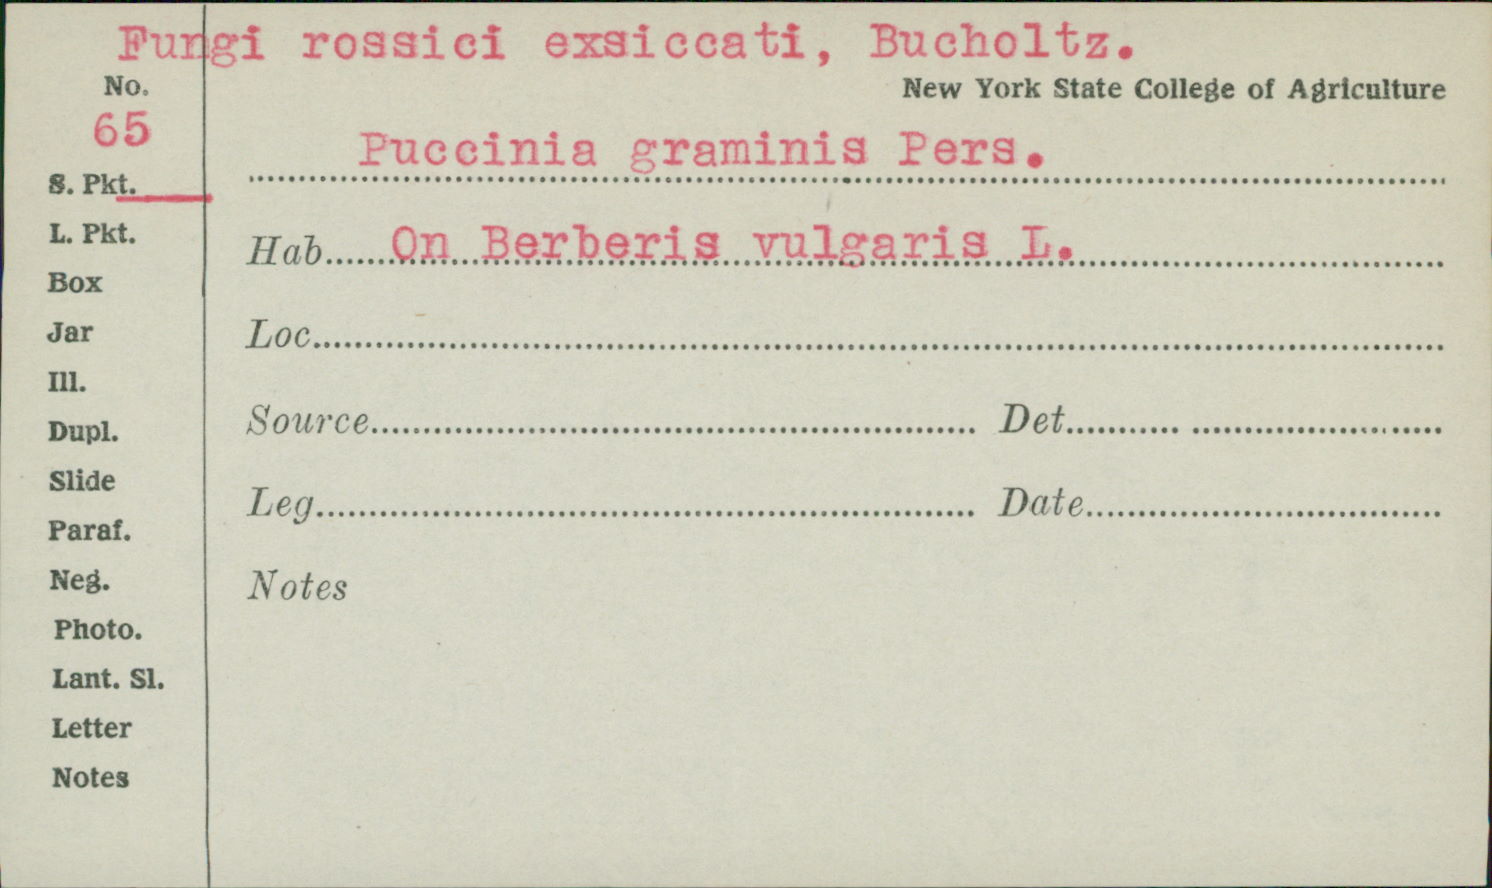 Fungi rossici exsiccati, Bucholtz.
No.
New York State College of Agriculture
65
Puccinia graminis Pers.
S. Pkt.
L. Pkt.
Hab. On Berberis vulgaris L.
Box
Jar
Loc.
Ill.
Dupl.
Source Det.
Slide
Leg. Date
Paraf.
Neg.
Notes
Photo.
Lant. Sl.
Letter
Notes